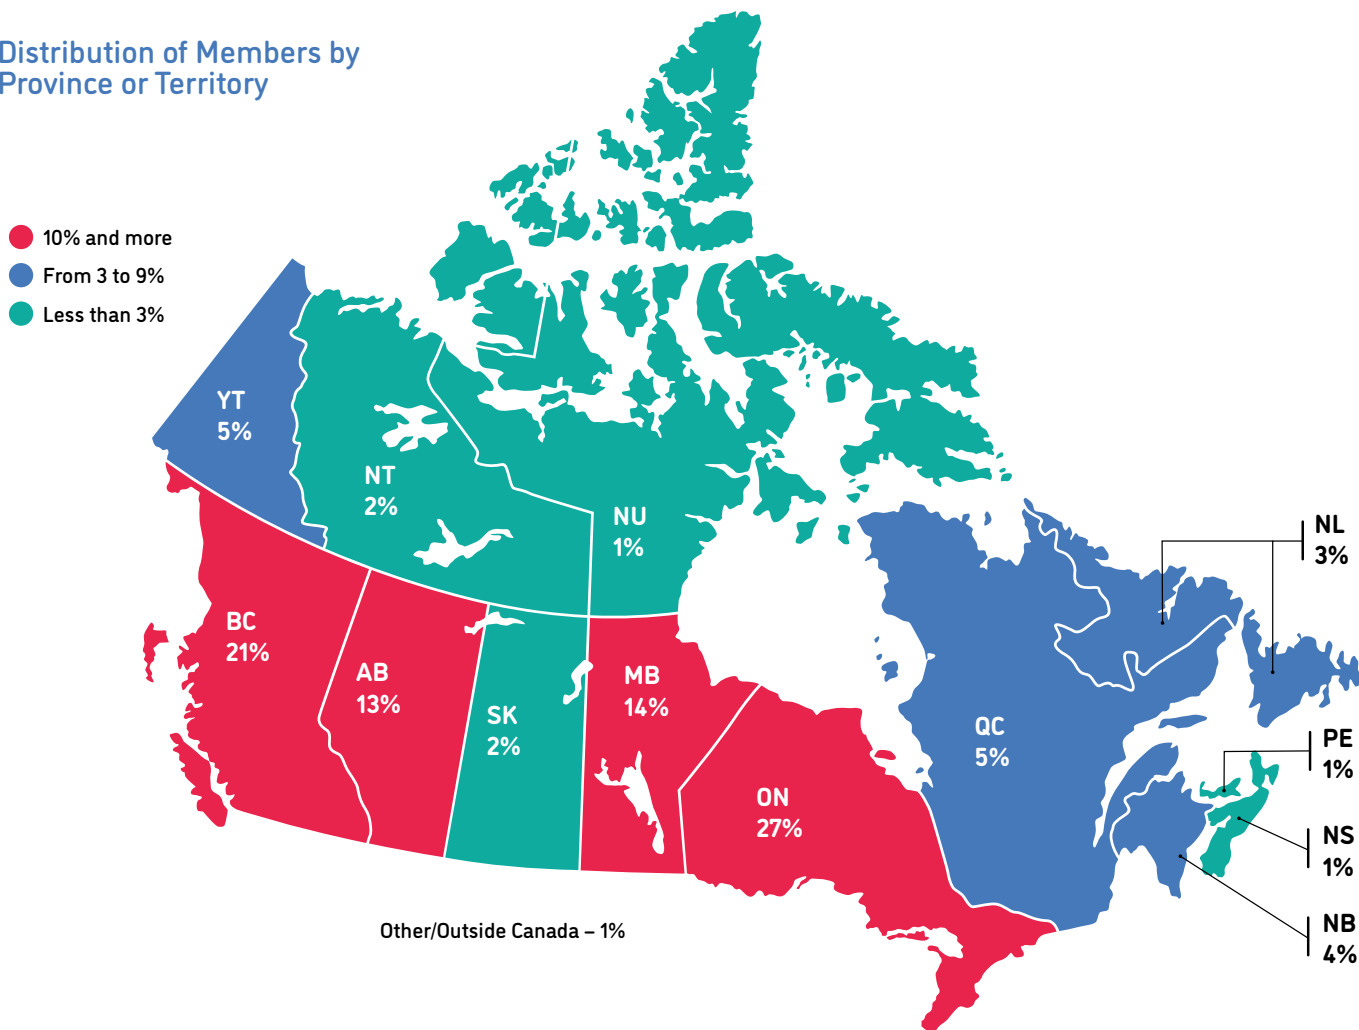 Distribution of Members by
Province or Territory
10% and more
From 3 to 9%
Less than 3%
YT
5%
NT
2%
NU
1%
NL
3%
BC
21%
AB
13%
SK
2%
MB
14%
ON
27%
QC
5%
PE
1%
NS
1%
NB
4%
Other/Outside Canada – 1%